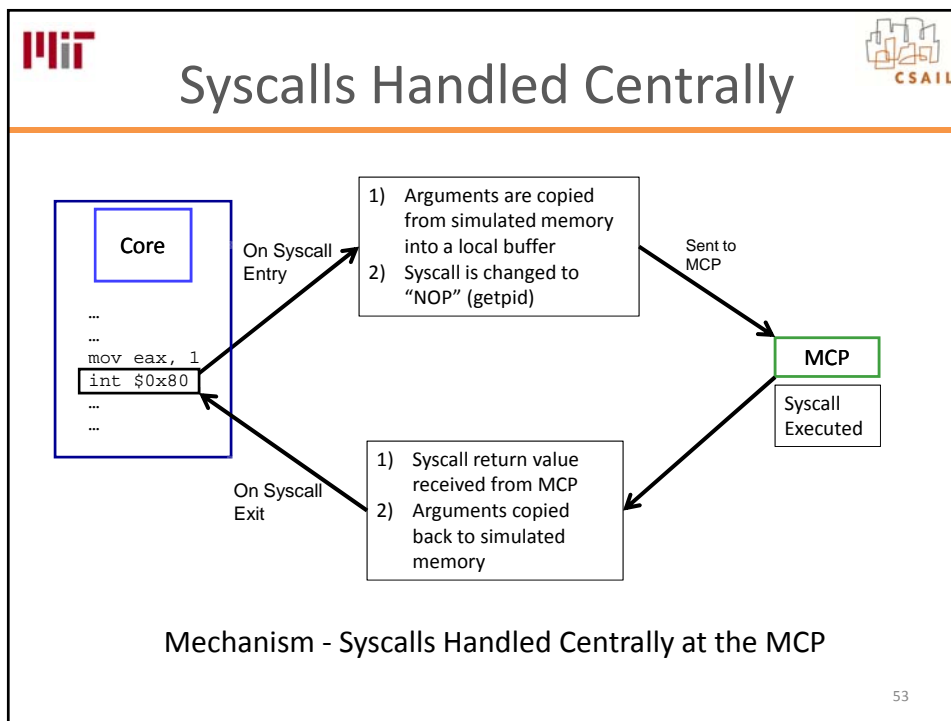 MiT
CSAIL
Syscalls Handled Centrally
Core
…
…
mov eax, 1
int $0x80
…
…
On Syscall
Entry
1) Arguments are copied
from simulated memory
into a local buffer
2) Syscall is changed to
“NOP” (getpid)
Sent to
MCP
MCP
Syscall
Executed
1) Syscall return value
received from MCP
2) Arguments copied
back to simulated
memory
On Syscall
Exit
Mechanism - Syscalls Handled Centrally at the MCP
53